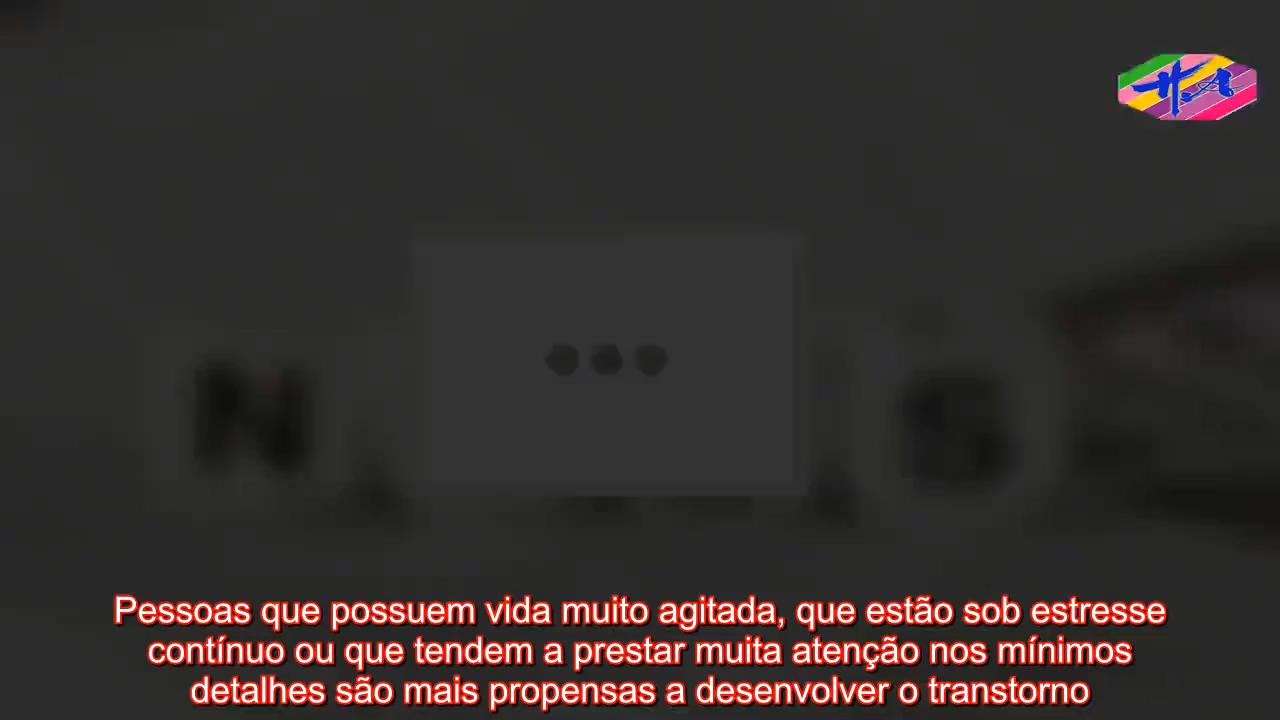 HA
Pessoas que possuem vida muito agitada, que estão sob estresse
contínuo ou que tendem a prestar muita atenção nos mínimos
detalhes são mais propensas a desenvolver o transtorno